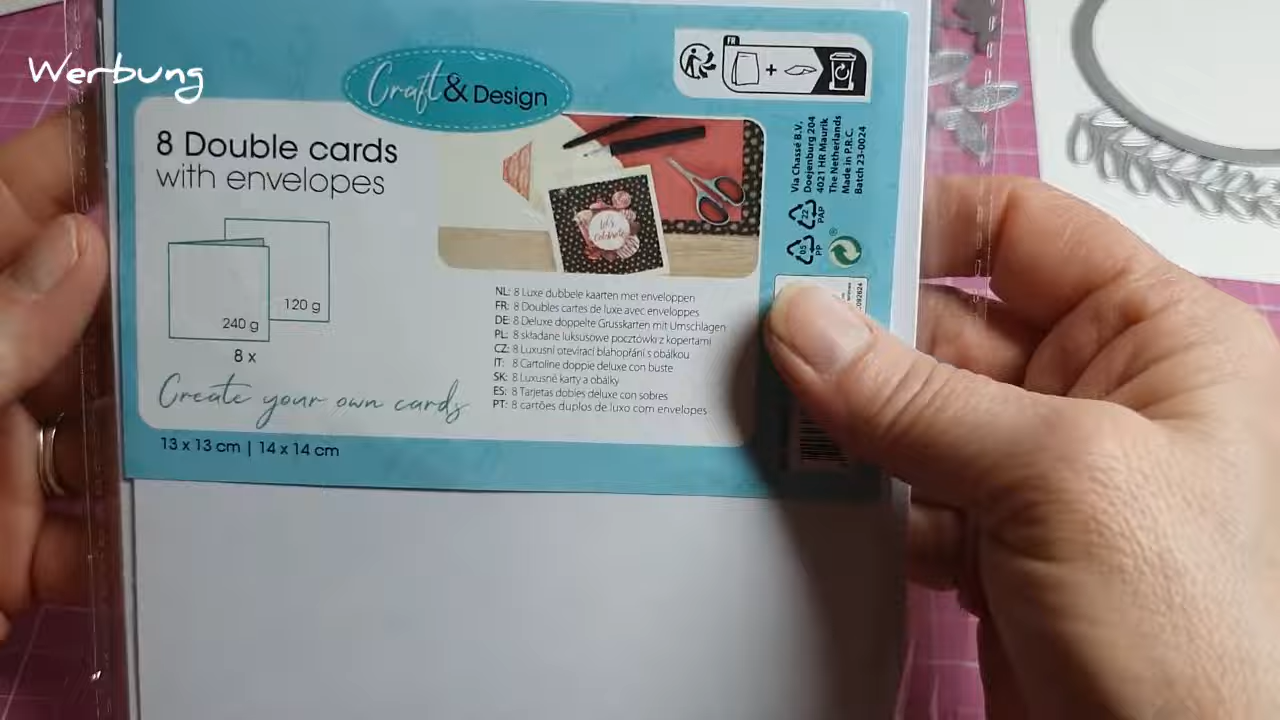 Werbung
Craft & Design
FR
8 Double cards
with envelopes
240 g
120 g
8 x
Create your own cards
13 x 13 cm | 14 x 14 cm
Let's
celebrate
NL: 8 Luxe dubbele kaarten met enveloppen
FR: 8 Doubles cartes de luxe avec enveloppes
DE: 8 Deluxe doppelte Grusskarten mit Umschlagen
PL: 8 składane luksusowe pocztówki z kopertami
CZ: 8 Luxusní otevírací blahopřání s obálkou
IT: 8 Cartoline doppie deluxe con buste
SK: 8 Luxusné karty a obálky
ES: 8 Tarjetas dobles deluxe con sobres
PT: 8 cartões duplos de luxo com envelopes
Via Chassé B.V.
Doejenburg 204
4021 HR Maurik
The Netherlands
Made in P.R.C.
Batch 23-0024
22
PAP
05
PP